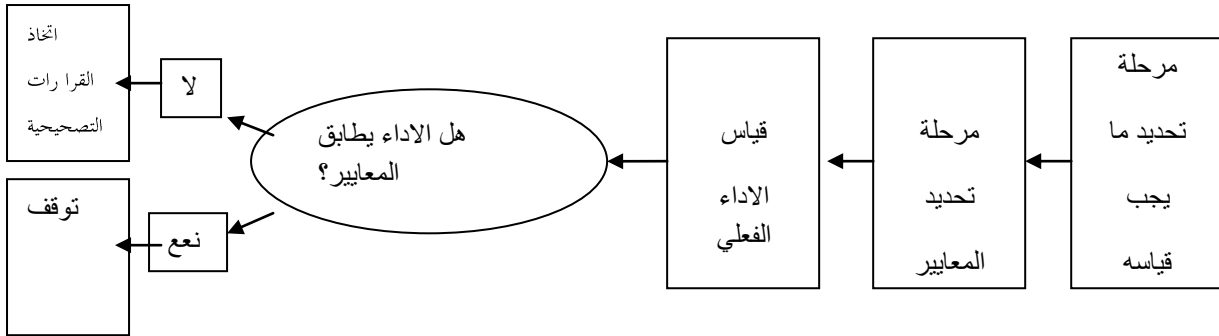 مرحلة
تحديد ما
يجب
قياسه
مرحلة
تحديد
المعايير
قياس
الاداء
الفعلي
هل الاداء يطابق
المعايير؟
لا
اتخاذ
القرا رات
التصحيحية
نعع
توقف